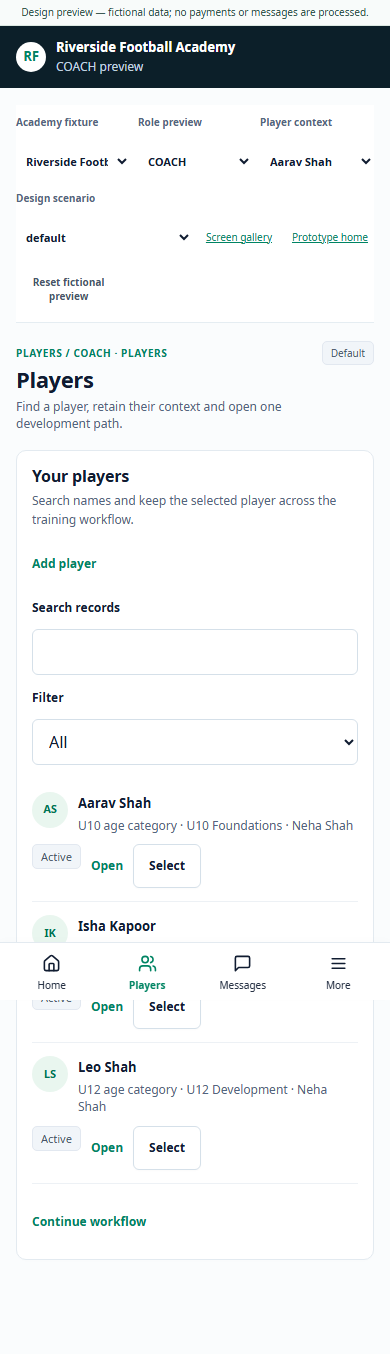 Design preview — fictional data; no payments or messages are processed.
RF
Riverside Football Academy
COACH preview
Academy fixture
Role preview
Player context
Riverside Foot
COACH
Aarav Shah
Design scenario
default
Screen gallery
Prototype home
Reset fictional
preview
PLAYERS / COACH · PLAYERS
Default
Players
Find a player, retain their context and open one
development path.
Your players
Search names and keep the selected player across the
training workflow.
Add player
Search records
Filter
All
AS
Aarav Shah
U10 age category · U10 Foundations · Neha Shah
Active
Open
Select
IK
Isha Kapoor
Home
Players
Messages
More
Active
Open
Select
LS
Leo Shah
U12 age category · U12 Development · Neha
Shah
Active
Open
Select
Continue workflow